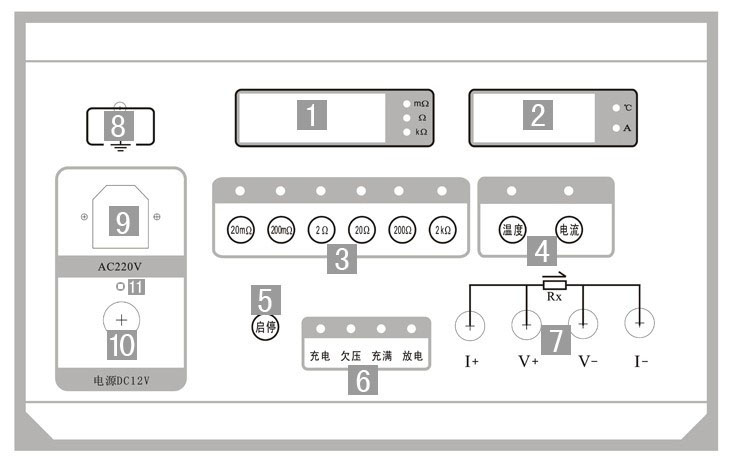 1 mΩ
Ω
kΩ
2 ℃
A
8
9
AC220V
11
10
电源DC12V
20mΩ 200mΩ 2Ω 20Ω 200Ω 2kΩ
3
温度 电流
4
5
启停
充电 欠压 充满 放电
6
Rx
7
I+ V+ V- I-